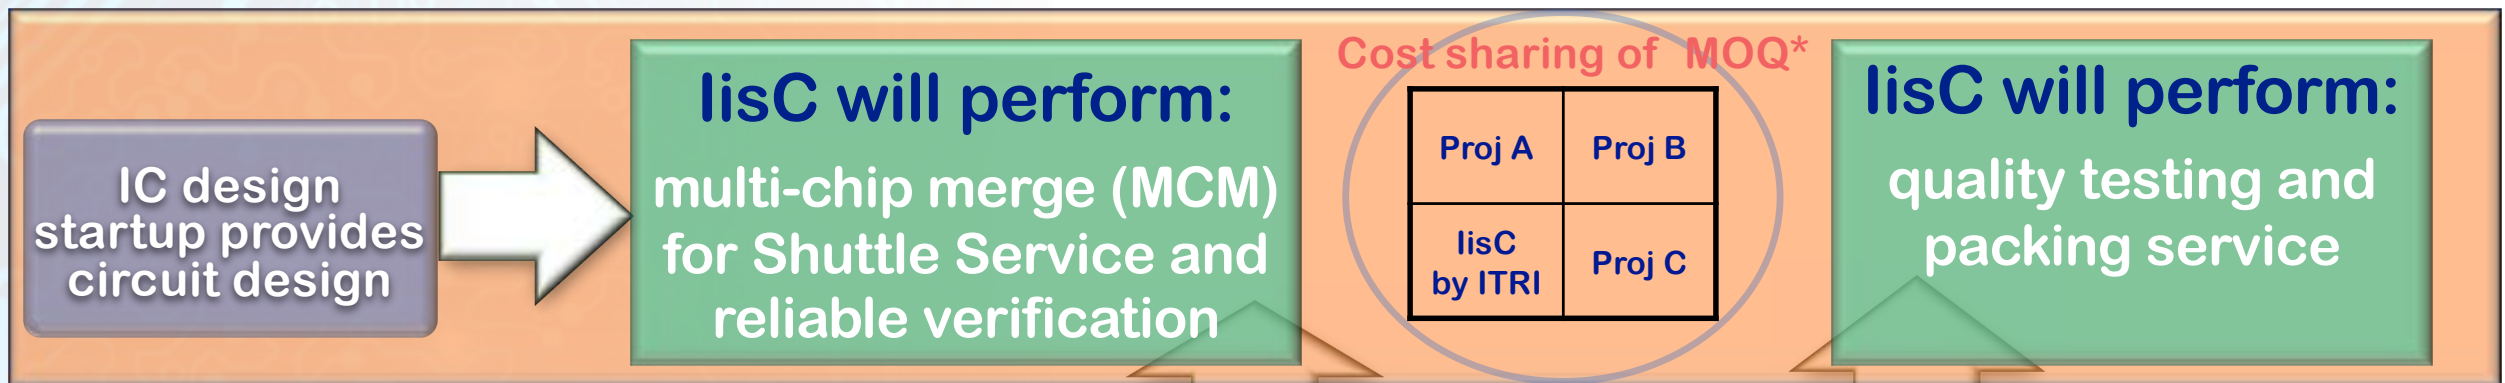 IC design
startup provides
circuit design
IisC will perform:
multi-chip merge (MCM)
for Shuttle Service and
reliable verification
Cost sharing of MOQ*
Proj A
Proj B
IisC
by ITRI
Proj C
IisC will perform:
quality testing and
packing service